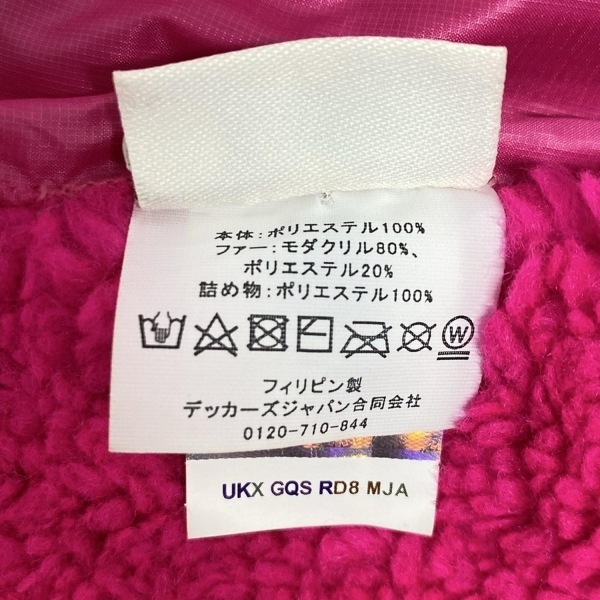 本体:ポリエステル100%
ファー:モダクリル80%、
ポリエステル20%
詰め物:ポリエステル100%
W
フィリピン製
デッカーズジャパン合同会社
0120-710-844
UKX GQS RD8 MJA